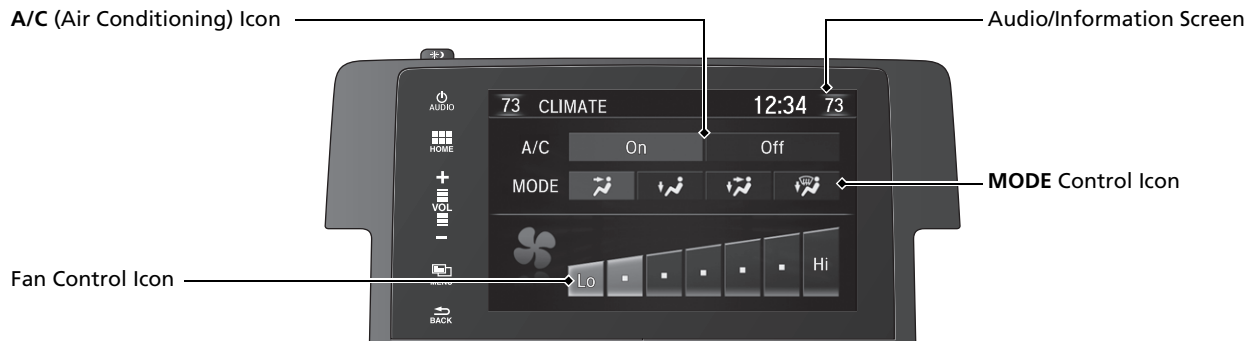 A/C (Air Conditioning) Icon
Audio/Information Screen
AUDIO
73 CLIMATE 12:34 73
HOME
A/C On Off
+
MODE
MODE Control Icon
VOL
-
Fan Control Icon
Lo Hi
MENU
BACK